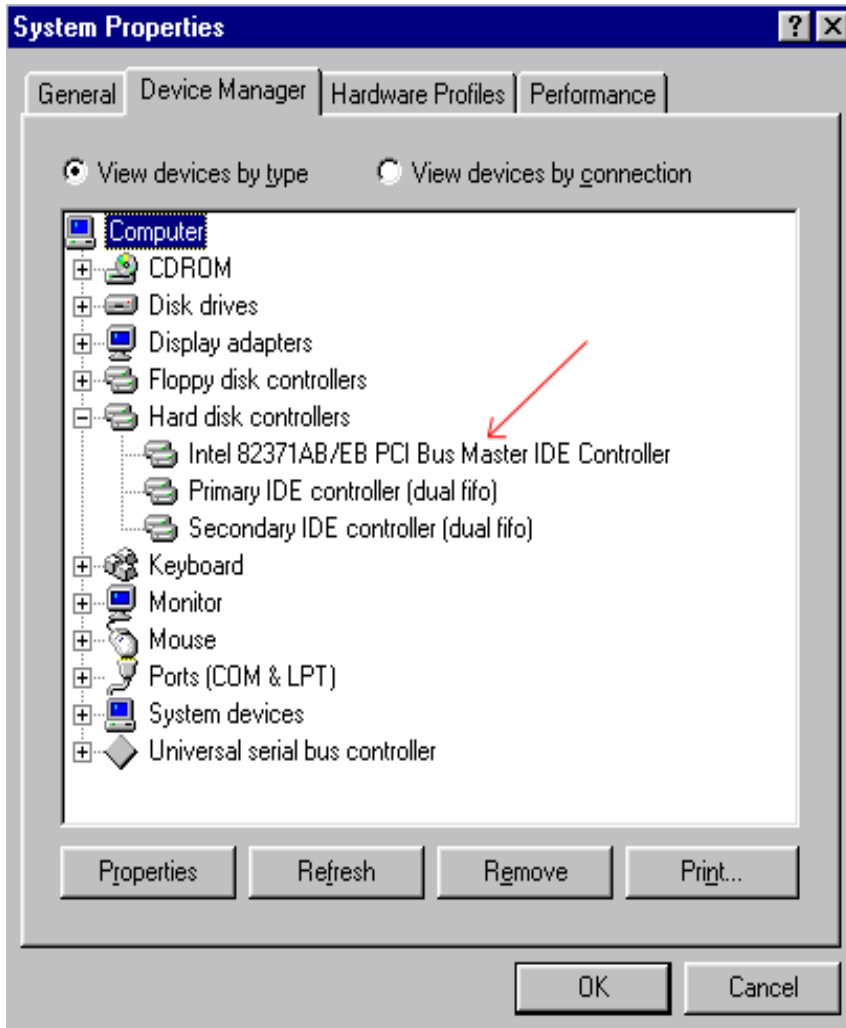 System Properties
General Device Manager Hardware Profiles Performance
View devices by type View devices by connection
Computer
CDROM
Disk drives
Display adapters
Floppy disk controllers
Hard disk controllers
Intel 82371AB/EB PCI Bus Master IDE Controller
Primary IDE controller (dual fifo)
Secondary IDE controller (dual fifo)
Keyboard
Monitor
Mouse
Ports (COM & LPT)
System devices
Universal serial bus controller
Properties Refresh Remove Print...
OK Cancel